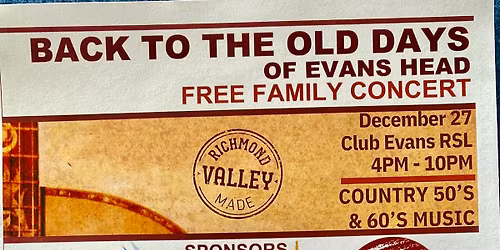 BACK TO THE OLD DAYS
OF EVANS HEAD
FREE FAMILY CONCERT
December 27
Club Evans RSL
4PM - 10PM
RICHMOND
VALLEY
MADE
COUNTRY 50'S
& 60'S MUSIC
SPONSORS